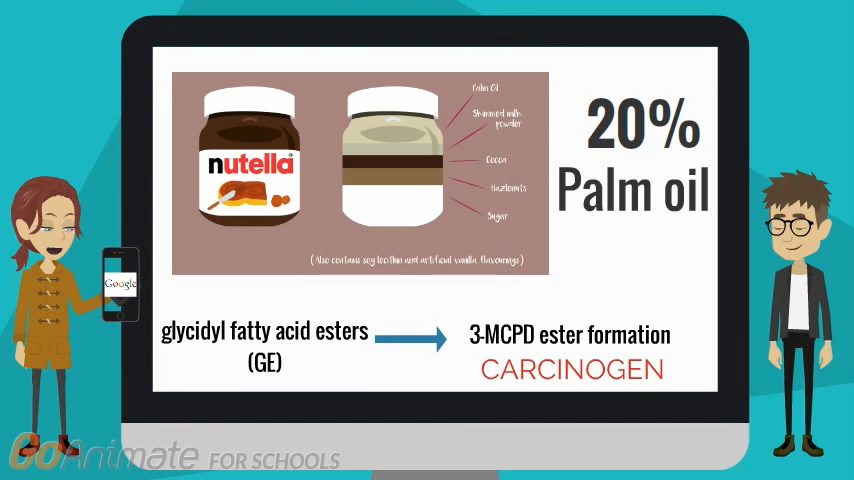 nutella
Palm Oil
Skimmed milk
powder
Cocoa
Hazelnuts
Sugar
(Also contains soy lecithin and artificial vanilla flavourings)
20%
Palm oil
Google
glycidyl fatty acid esters
(GE)
3-MCPD ester formation
CARCINOGEN
GoAnimate FOR SCHOOLS